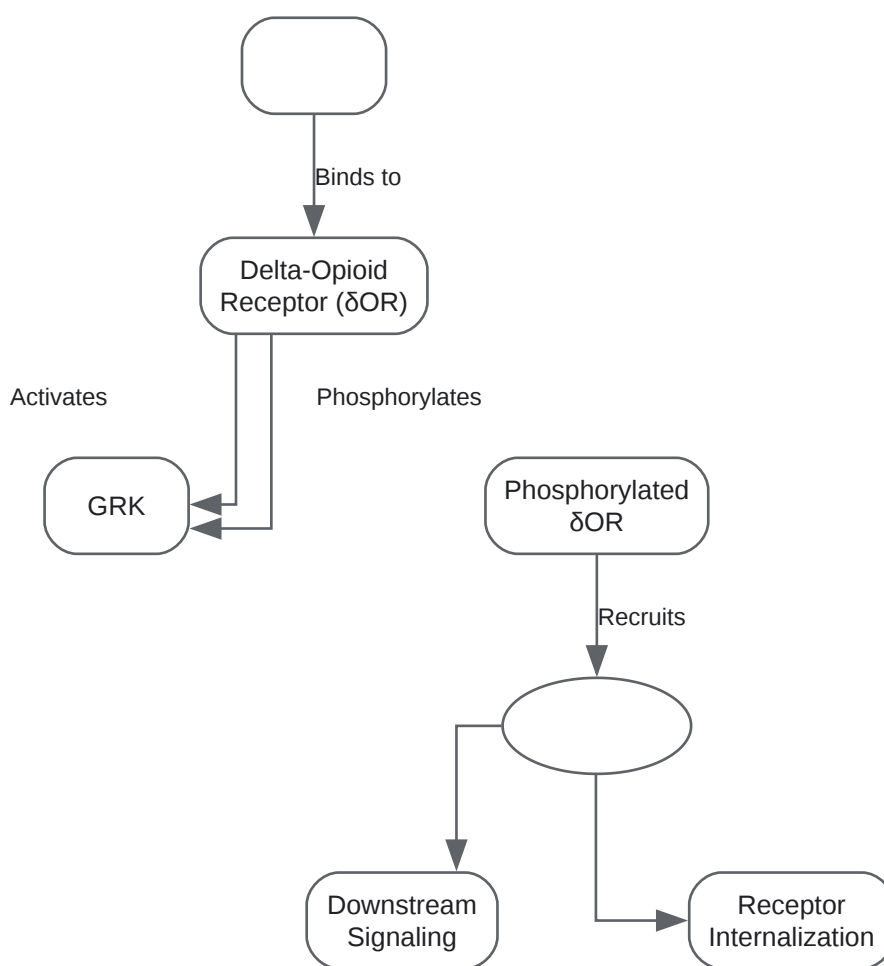 Binds to
Delta-Opioid
Receptor (δOR)
Activates
Phosphorylates
GRK
Phosphorylated
δOR
Recruits
Downstream
Signaling
Receptor
Internalization